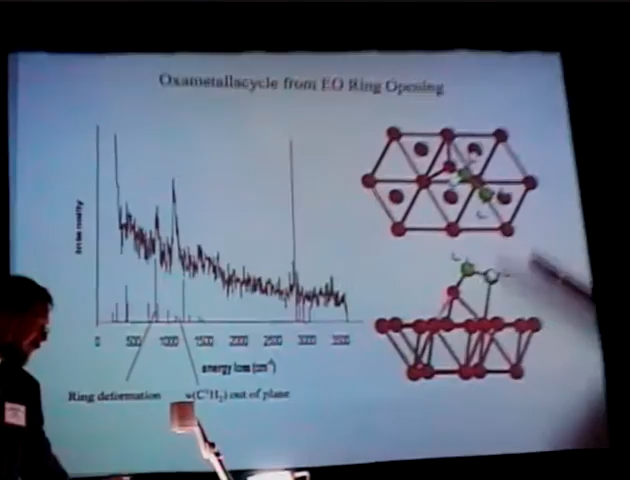 Oxametallacycle from EO Ring Opening
0 500 1000 1500 2000 2500 3000 3500
energy loss (cm⁻¹)
Ring deformation
out of plane